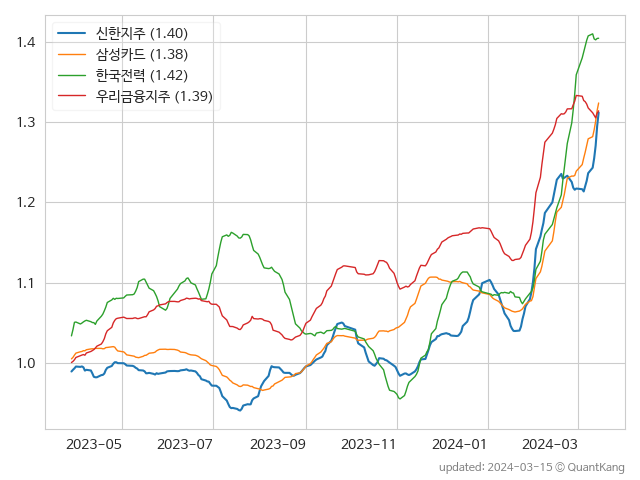 신한지주 (1.40)
삼성카드 (1.38)
한국전력 (1.42)
우리금융지주 (1.39)
1.4
1.3
1.2
1.1
1.0
2023-05 2023-07 2023-09 2023-11 2024-01 2024-03
updated: 2024-03-15 © QuantKang